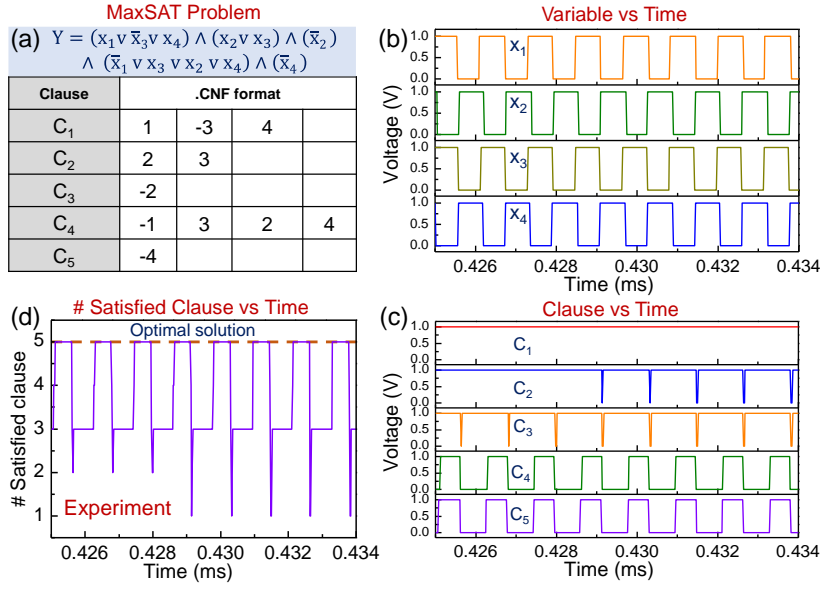 MaxSAT Problem
(a) Y = (x₁v x̄₃v x₄) ∧ (x₂v x₃) ∧ (x̄₂)
∧ (x̄₁ v x₃ v x₂ v x₄) ∧ (x̄₄)
Clause .CNF format
C₁ 1 -3 4
C₂ 2 3
C₃ -2
C₄ -1 3 2 4
C₅ -4
Variable vs Time
(b)
Voltage (V)
1.0
0.5
0.0
x₁
1.0
0.5
0.0
x₂
1.0
0.5
0.0
x₃
1.0
0.5
0.0
x₄
0.426 0.428 0.430 0.432 0.434
Time (ms)
(d) # Satisfied Clause vs Time
Optimal solution
# Satisfied clause
5
4
3
2
1
Experiment
0.426 0.428 0.430 0.432 0.434
Time (ms)
Clause vs Time
(c)
Voltage (V)
1.0
0.5
0.0
C₁
1.0
0.5
0.0
C₂
1.0
0.5
0.0
C₃
1.0
0.5
0.0
C₄
1.0
0.5
0.0
C₅
0.426 0.428 0.430 0.432 0.434
Time (ms)